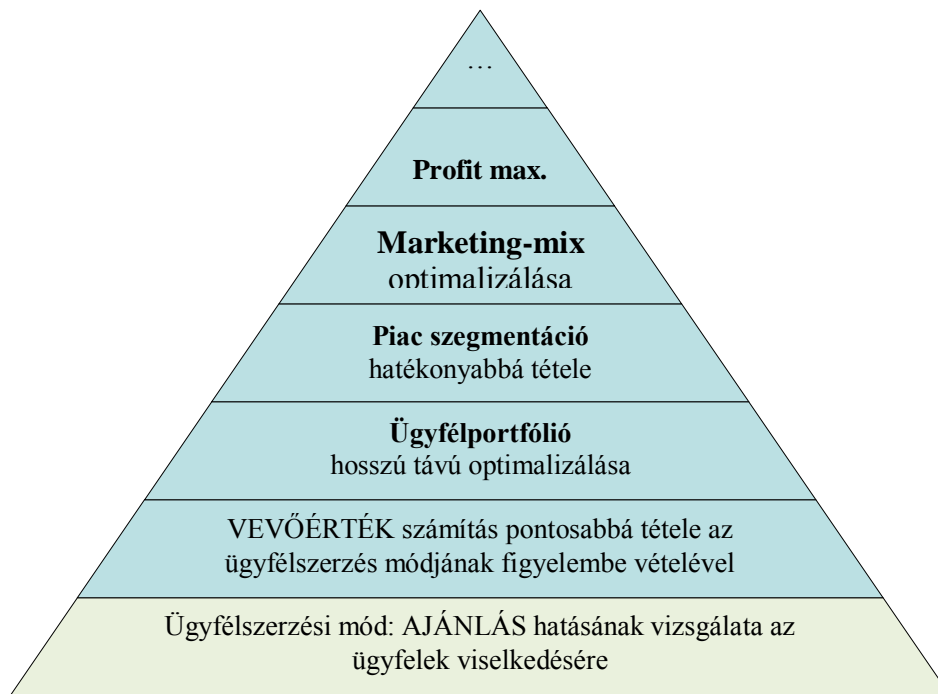 …
Profit max.
Marketing-mix
optimalizálása
Piac szegmentáció
hatékonyabbá tétele
Ügyfélportfólió
hosszú távú optimalizálása
VEVŐÉRTÉK számítás pontosabbá tétele az
ügyfélszerzés módjának figyelembe vételével
Ügyfélszerzési mód: AJÁNLÁS hatásának vizsgálata az
ügyfelek viselkedésére